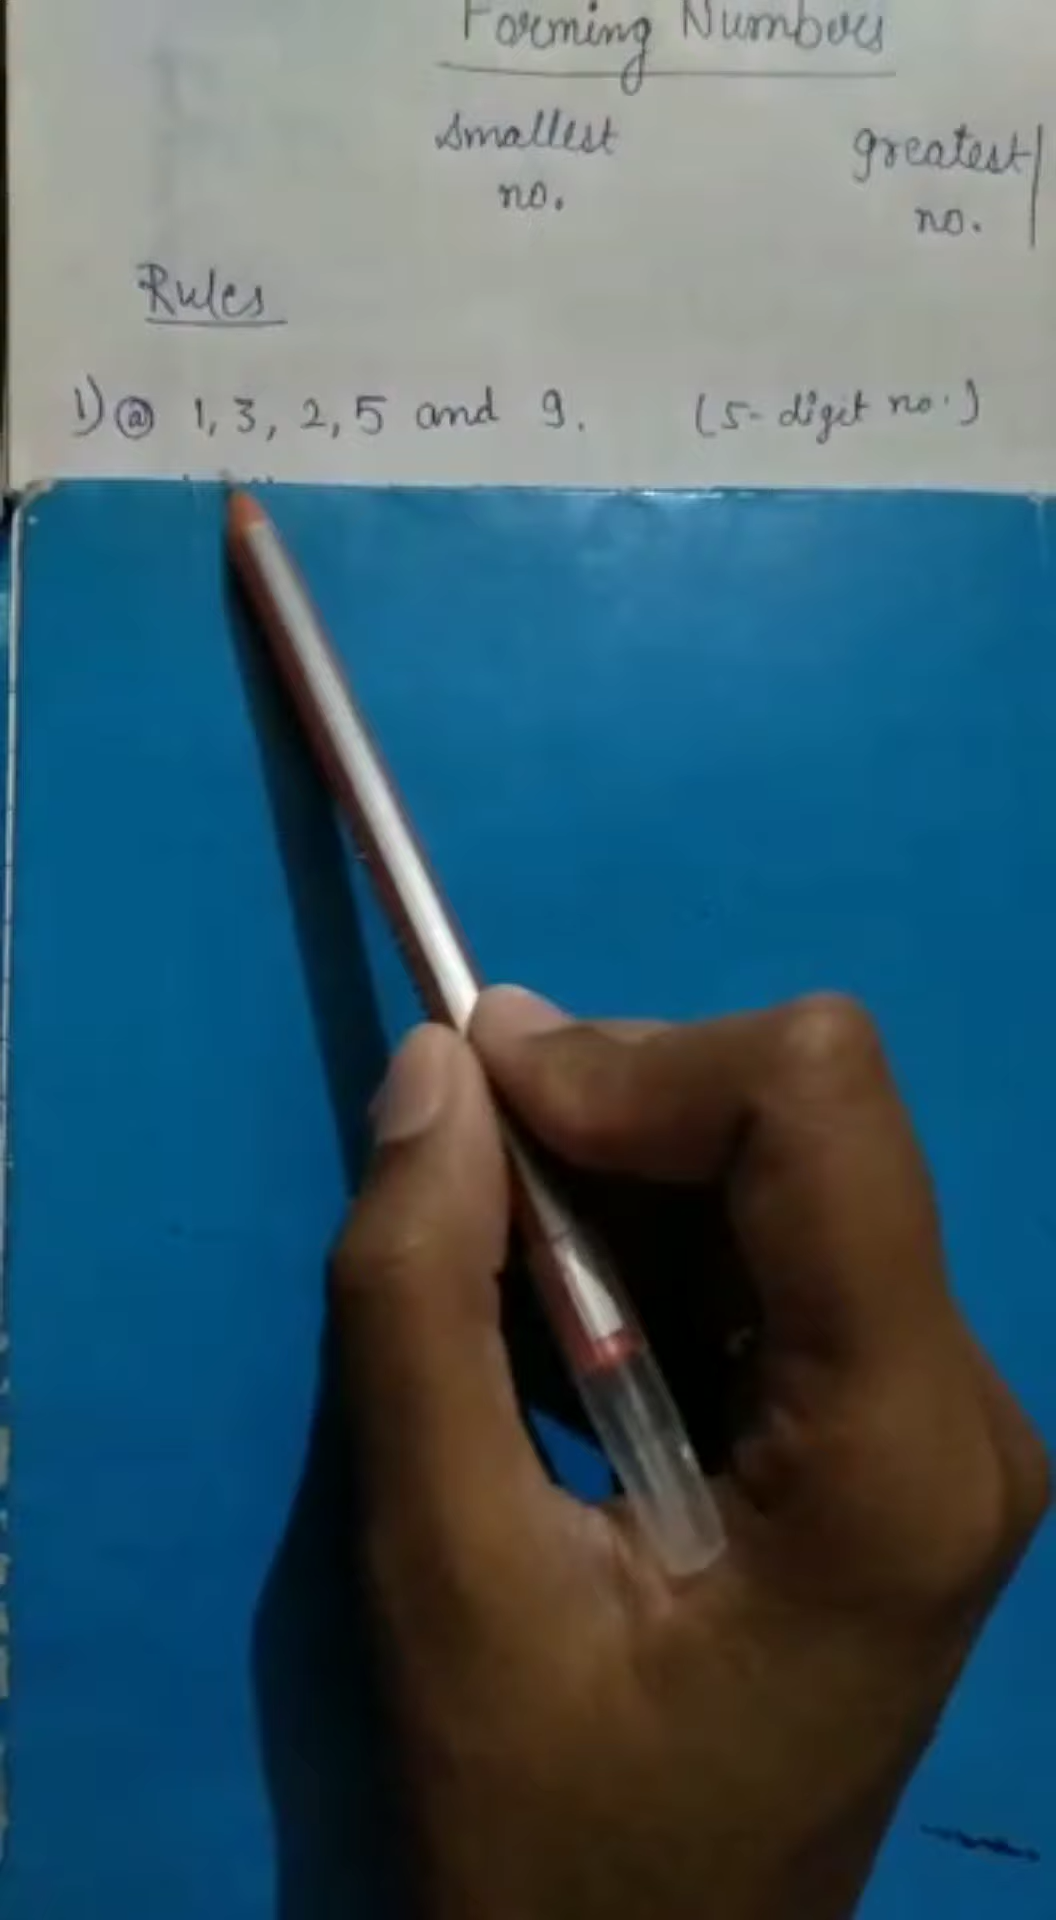 Forming Numbers
smallest greatest
no. no.
Rules
1) ⓐ 1, 3, 2, 5 and 9. (5-digit no.)